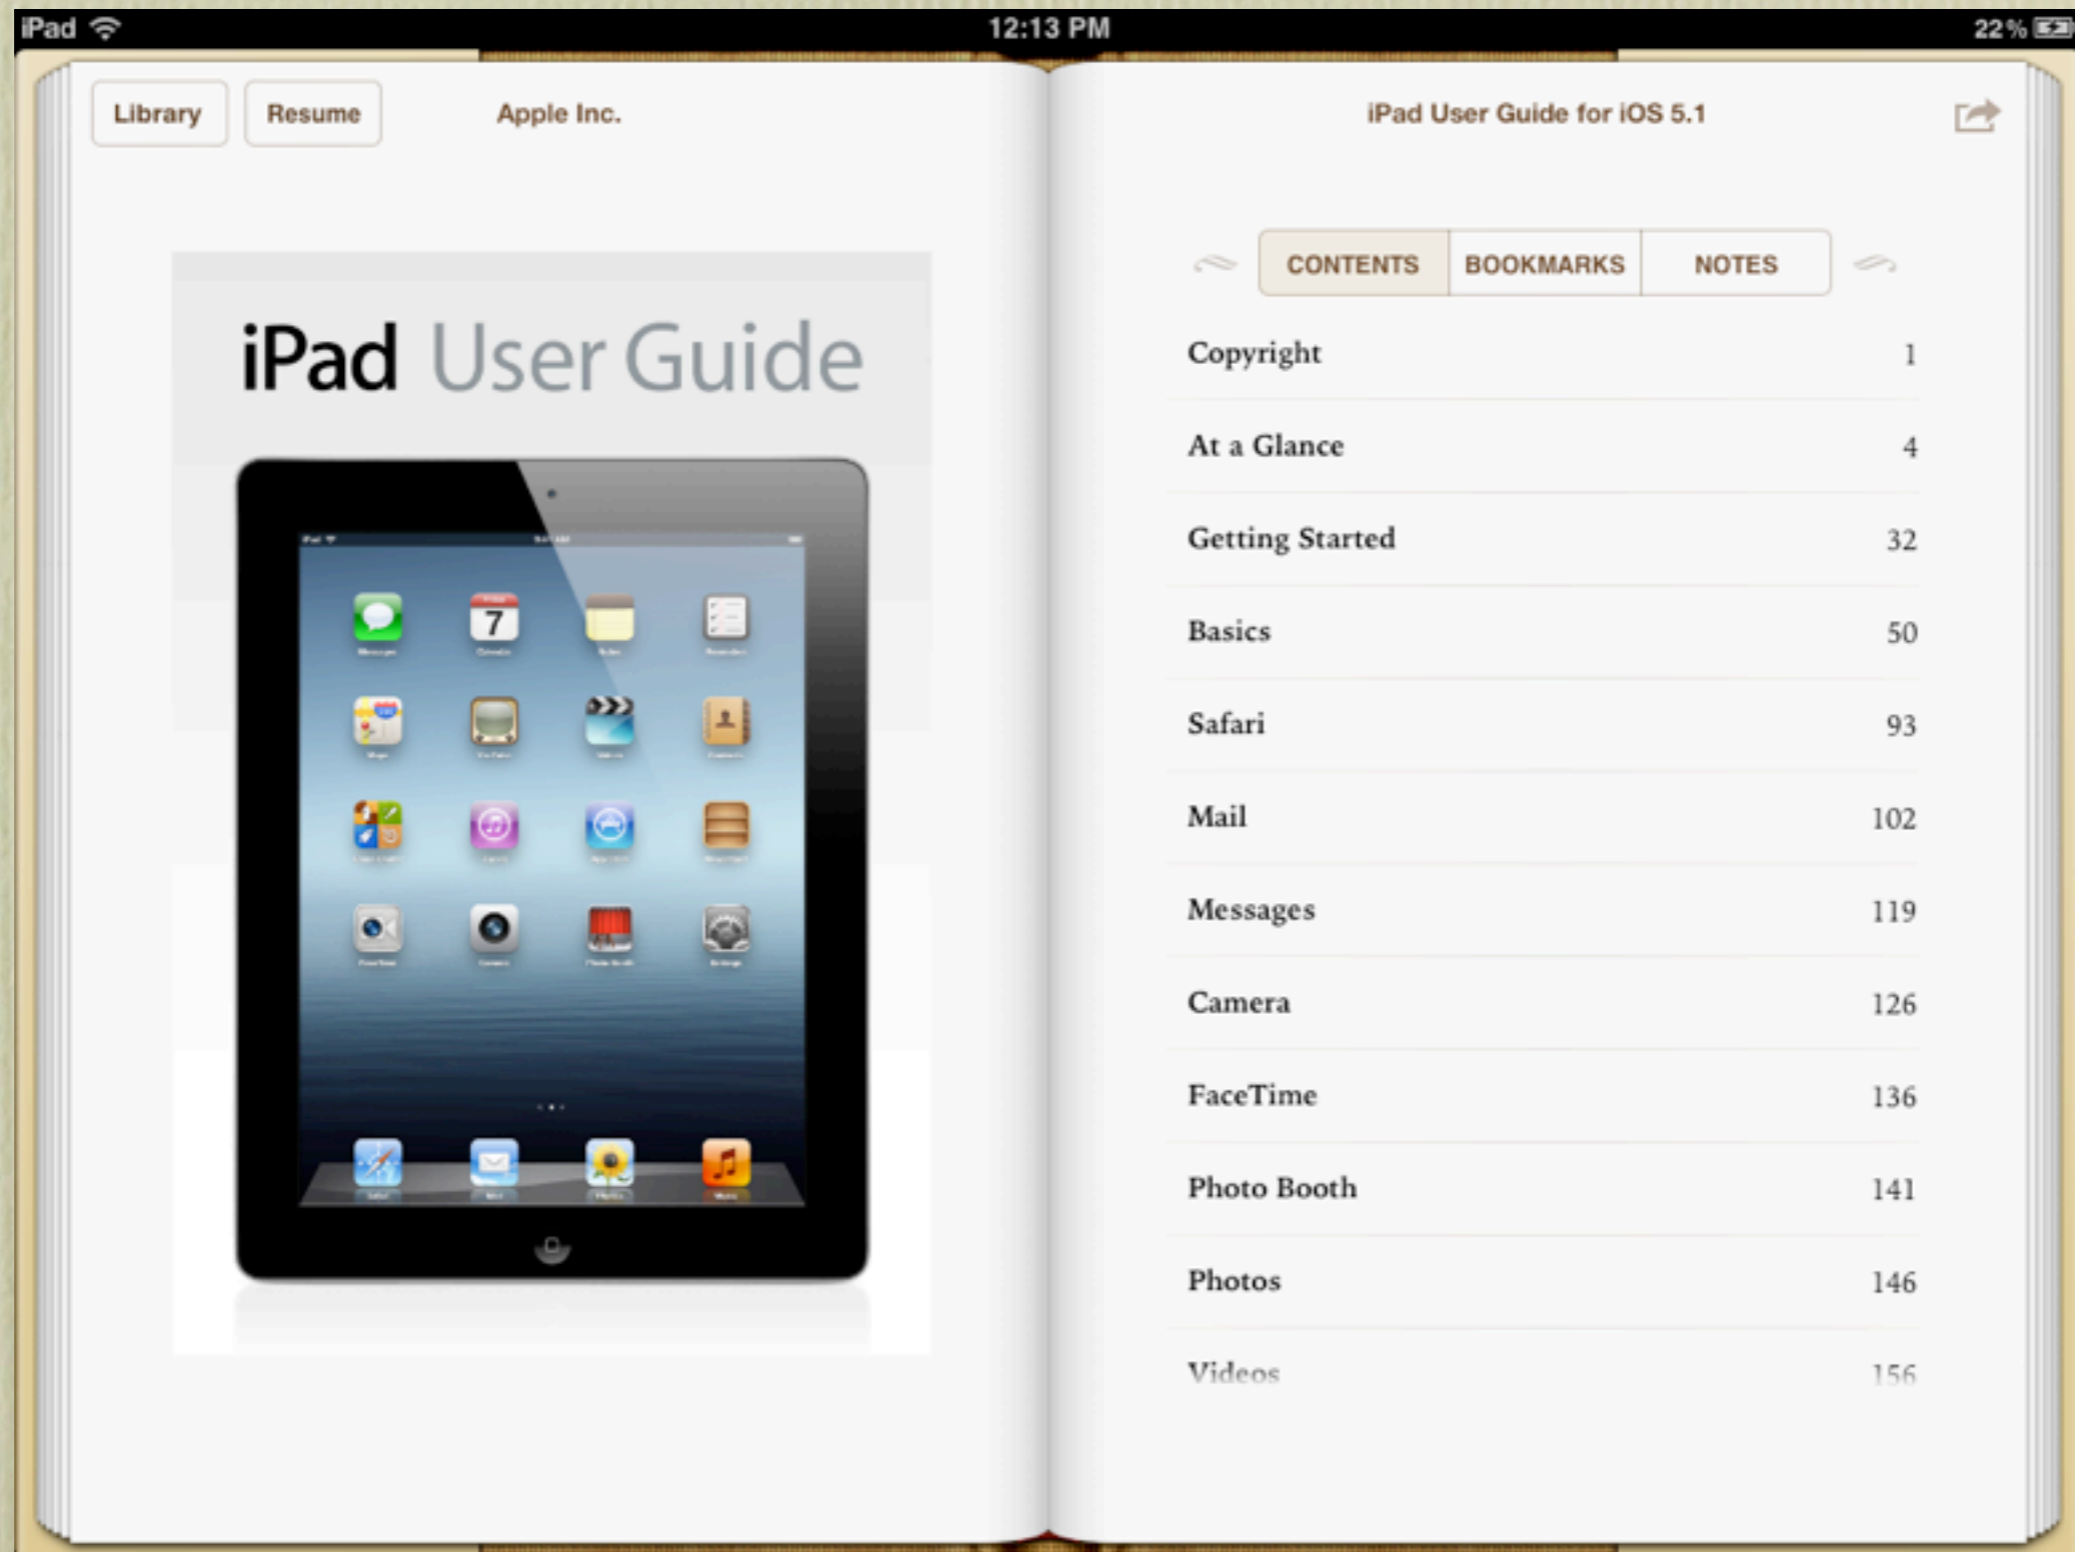 iPad 12:13 PM 22%
Library Resume Apple Inc. iPad User Guide for iOS 5.1
iPad User Guide
7
CONTENTS BOOKMARKS NOTES
Copyright 1
At a Glance 4
Getting Started 32
Basics 50
Safari 93
Mail 102
Messages 119
Camera 126
FaceTime 136
Photo Booth 141
Photos 146
Videos 156